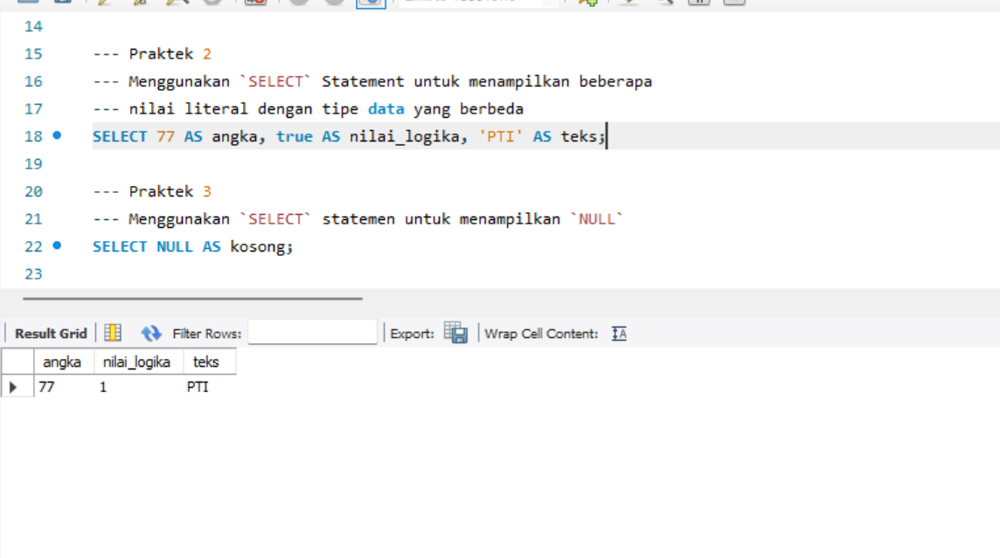 14
15 --- Praktek 2
16 --- Menggunakan `SELECT` Statement untuk menampilkan beberapa
17 --- nilai literal dengan tipe data yang berbeda
18 SELECT 77 AS angka, true AS nilai_logika, 'PTI' AS teks;
19
20 --- Praktek 3
21 --- Menggunakan `SELECT` statemen untuk menampilkan `NULL`
22 SELECT NULL AS kosong;
23
Result Grid Filter Rows: Export: Wrap Cell Content: IA
angka nilai_logika teks
77 1 PTI